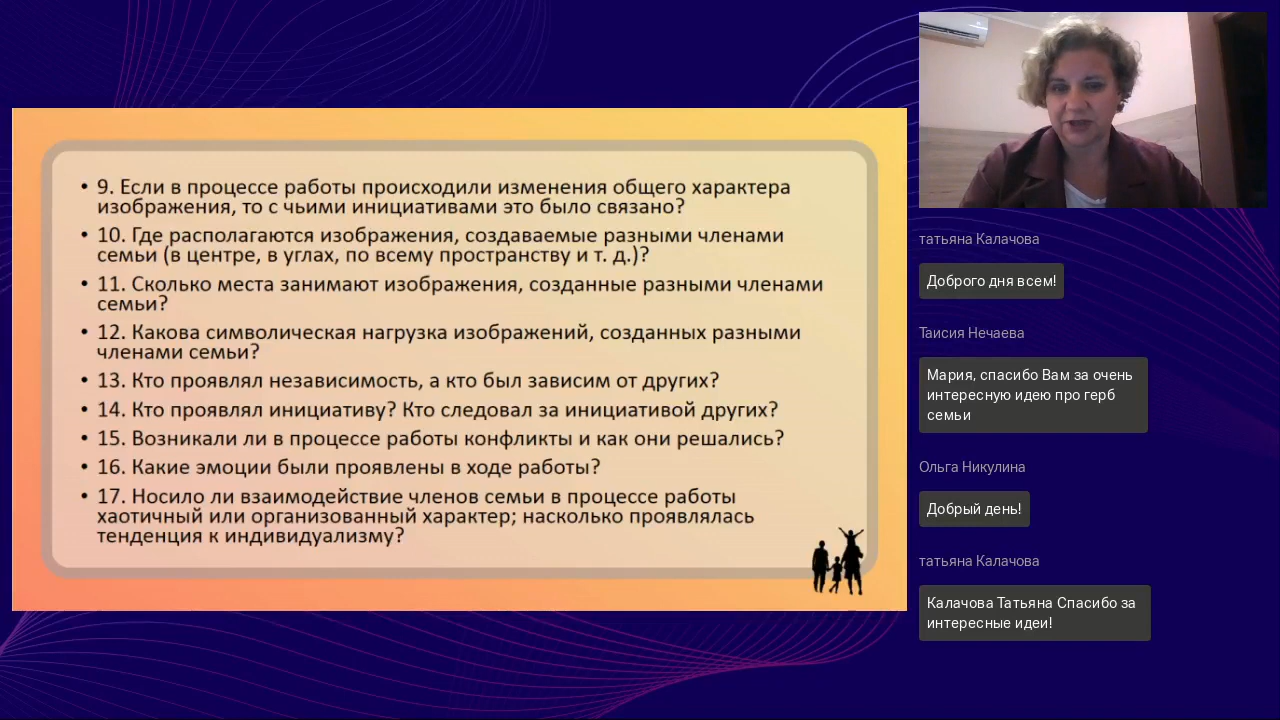 • 9. Если в процессе работы происходили изменения общего характера
изображения, то с чьими инициативами это было связано?
• 10. Где располагаются изображения, создаваемые разными членами
семьи (в центре, в углах, по всему пространству и т. д.)?
• 11. Сколько места занимают изображения, созданные разными членами
семьи?
• 12. Какова символическая нагрузка изображений, созданных разными
членами семьи?
• 13. Кто проявлял независимость, а кто был зависим от других?
• 14. Кто проявлял инициативу? Кто следовал за инициативой других?
• 15. Возникали ли в процессе работы конфликты и как они решались?
• 16. Какие эмоции были проявлены в ходе работы?
• 17. Носило ли взаимодействие членов семьи в процессе работы
хаотичный или организованный характер; насколько проявлялась
тенденция к индивидуализму?
татьяна Калачова
Доброго дня всем!
Таисия Нечаева
Мария, спасибо Вам за очень
интересную идею про герб
семьи
Ольга Никулина
Добрый день!
татьяна Калачова
Калачова Татьяна Спасибо за
интересные идеи!